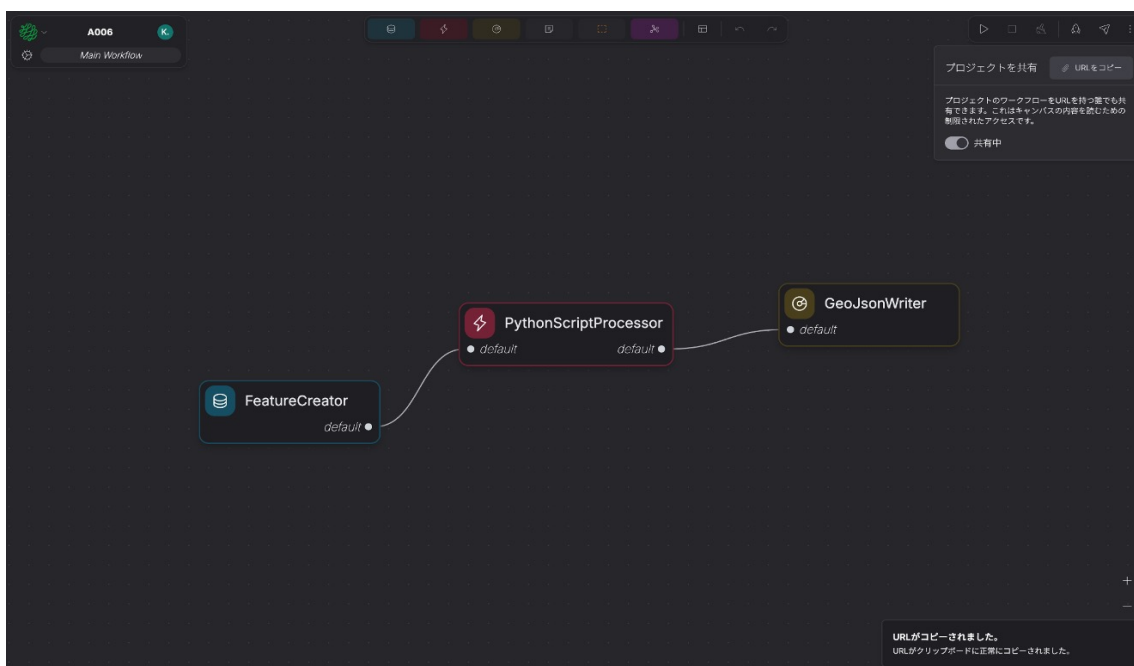 A006
K.
Main Workflow
プロジェクトを共有
URLをコピー
プロジェクトのワークフローをURLを持つ誰でも共
有できます。これはキャンバスの内容を読むための
制限されたアクセスです。
共有中
GeoJsonWriter
default
PythonScriptProcessor
default default
FeatureCreator
default
URLがコピーされました。
URLがクリップボードに正常にコピーされました。